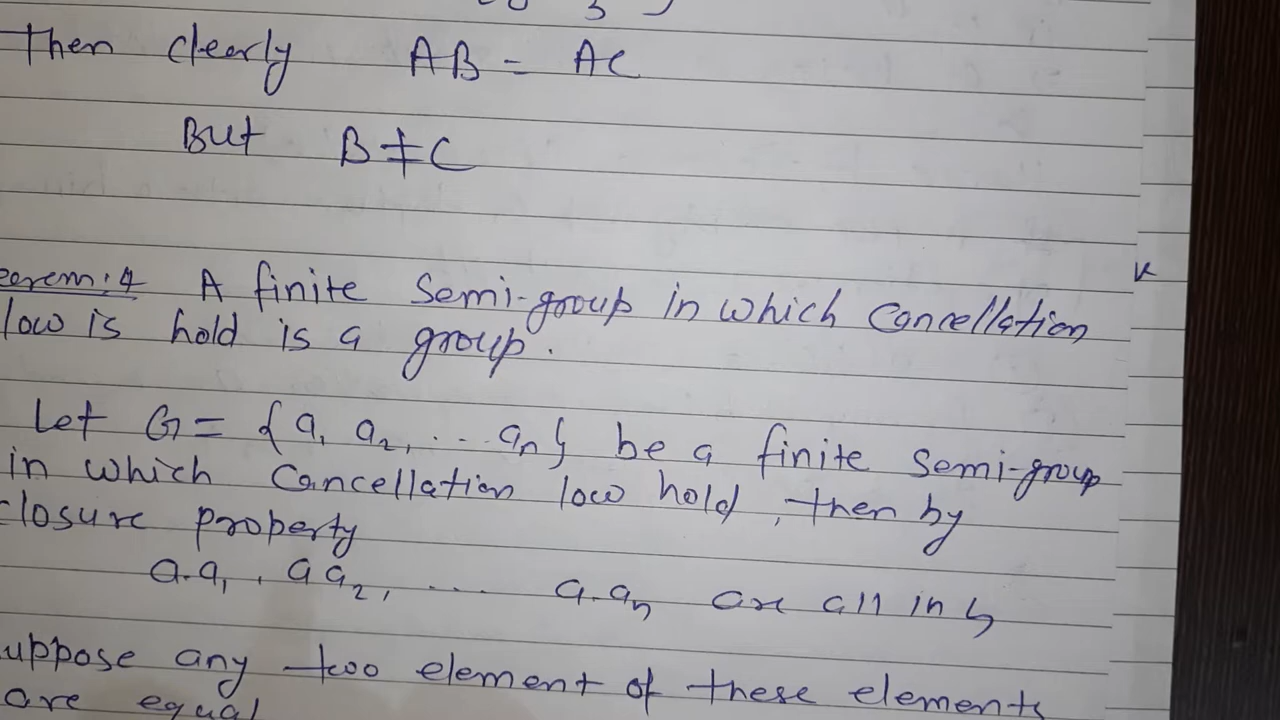 Then clearly AB = AC
But B ≠ C
eorem:4 A finite Semi-group in which Cancellation
low is hold is a group.
Let G = { a1 a2, ... an} be a finite Semi-group
in which Cancellation low hold, then by
closure property
a.a1, aa2, ... a.an are all in G
uppose any two element of these elements
are equal